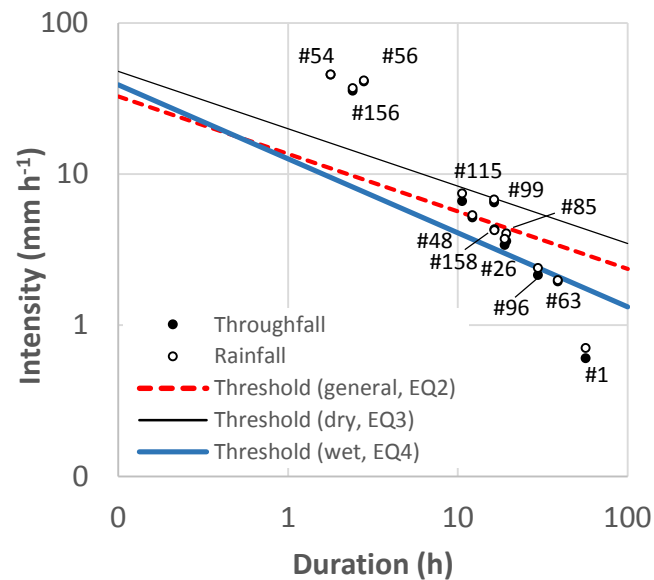 100
10
1
0
Intensity (mm h⁻¹)
#54
#56
#156
#115
#99
#85
#48
#158
#26
#96
#63
#1
Throughfall
Rainfall
Threshold (general, EQ2)
Threshold (dry, EQ3)
Threshold (wet, EQ4)
0
1
10
100
Duration (h)